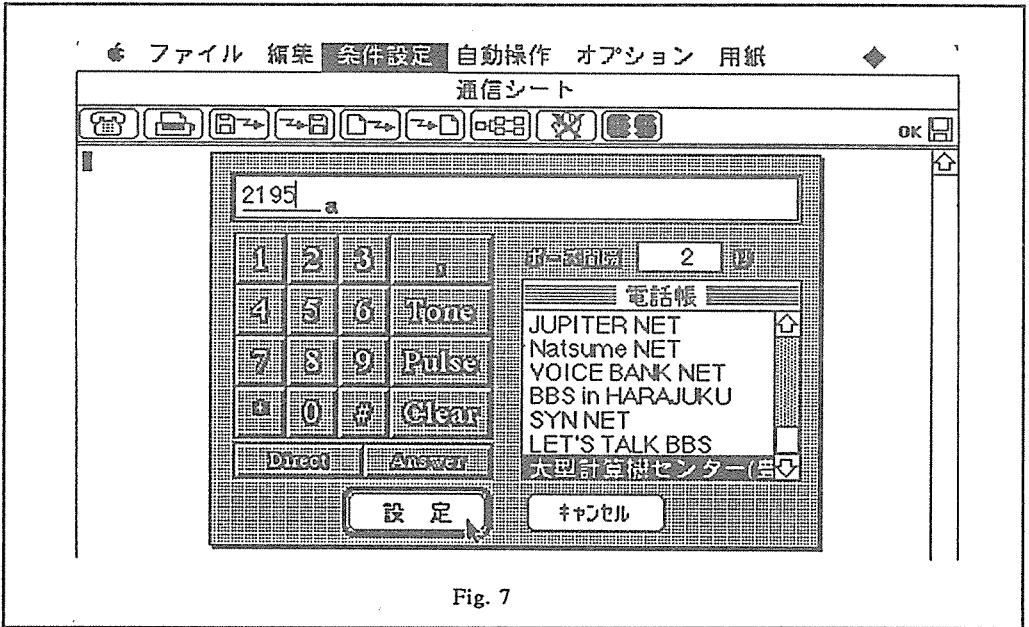 ファイル 編集 条件設定 自動操作 オプション 用紙
通信シート
OK
2195 a
1 2 3 ,
4 5 6 Tone
7 8 9 Pulse
* 0 # Clear
Direct Answer
設定
ポーズ間隔 2 秒
電話帳
JUPITER NET
Natsume NET
VOICE BANK NET
BBS in HARAJUKU
SYN NET
LET'S TALK BBS
大型計算機センター(豊
キャンセル
Fig. 7